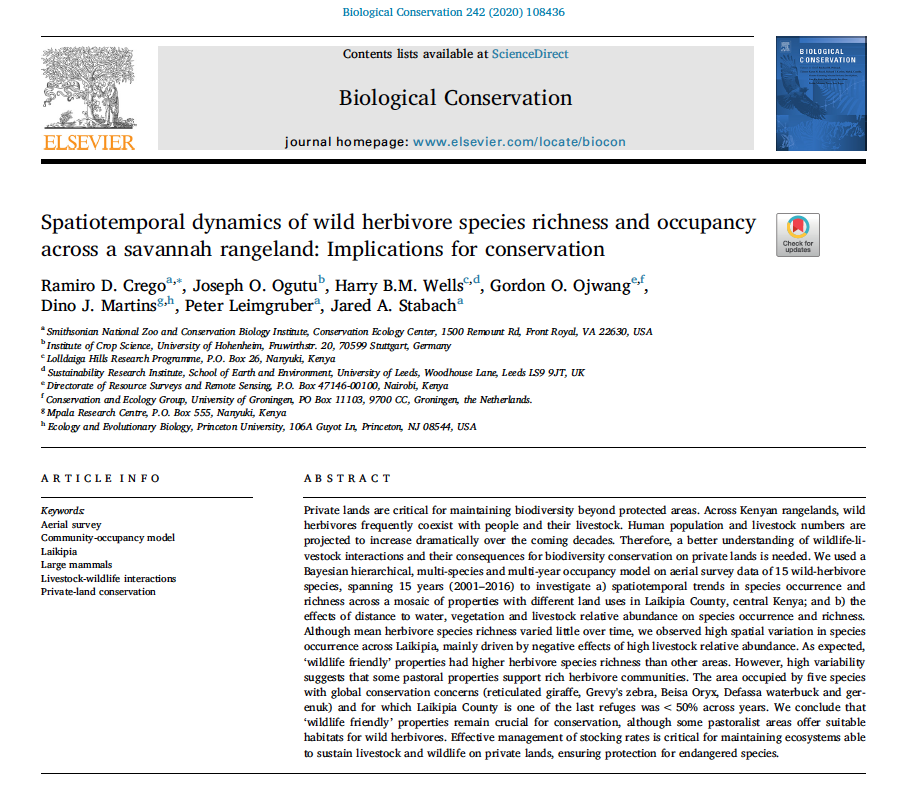 Biological Conservation 242 (2020) 108436
Contents lists available at ScienceDirect
Biological Conservation
journal homepage: www.elsevier.com/locate/biocon
ELSEVIER
BIOLOGICAL
CONSERVATION
Spatiotemporal dynamics of wild herbivore species richness and occupancy
across a savannah rangeland: Implications for conservation
Check for
updates
Ramiro D. Crego a,*, Joseph O. Ogutu b, Harry B.M. Wells c,d, Gordon O. Ojwang e,f,
Dino J. Martins g,h, Peter Leimgruber a, Jared A. Stabach a
a Smithsonian National Zoo and Conservation Biology Institute, Conservation Ecology Center, 1500 Remount Rd, Front Royal, VA 22630, USA
b Institute of Crop Science, University of Hohenheim, Fruwirthstr. 20, 70599 Stuttgart, Germany
c Lolldaiga Hills Research Programme, P.O. Box 26, Nanyuki, Kenya
d Sustainability Research Institute, School of Earth and Environment, University of Leeds, Woodhouse Lane, Leeds LS9 9JT, UK
e Directorate of Resource Surveys and Remote Sensing, P.O. Box 47146-00100, Nairobi, Kenya
f Conservation and Ecology Group, University of Groningen, PO Box 11103, 9700 CC, Groningen, the Netherlands.
g Mpala Research Centre, P.O. Box 555, Nanyuki, Kenya
h Ecology and Evolutionary Biology, Princeton University, 106A Guyot Ln, Princeton, NJ 08544, USA
ARTICLE INFO
Keywords:
Aerial survey
Community-occupancy model
Laikipia
Large mammals
Livestock-wildlife interactions
Private-land conservation
ABSTRACT
Private lands are critical for maintaining biodiversity beyond protected areas. Across Kenyan rangelands, wild
herbivores frequently coexist with people and their livestock. Human population and livestock numbers are
projected to increase dramatically over the coming decades. Therefore, a better understanding of wildlife-li-
vestock interactions and their consequences for biodiversity conservation on private lands is needed. We used a
Bayesian hierarchical, multi-species and multi-year occupancy model on aerial survey data of 15 wild-herbivore
species, spanning 15 years (2001–2016) to investigate a) spatiotemporal trends in species occurrence and
richness across a mosaic of properties with different land uses in Laikipia County, central Kenya; and b) the
effects of distance to water, vegetation and livestock relative abundance on species occurrence and richness.
Although mean herbivore species richness varied little over time, we observed high spatial variation in species
occurrence across Laikipia, mainly driven by negative effects of high livestock relative abundance. As expected,
‘wildlife friendly’ properties had higher herbivore species richness than other areas. However, high variability
suggests that some pastoral properties support rich herbivore communities. The area occupied by five species
with global conservation concerns (reticulated giraffe, Grevy's zebra, Beisa Oryx, Defassa waterbuck and ger-
enuk) and for which Laikipia County is one of the last refuges was < 50% across years. We conclude that
‘wildlife friendly’ properties remain crucial for conservation, although some pastoralist areas offer suitable
habitats for wild herbivores. Effective management of stocking rates is critical for maintaining ecosystems able
to sustain livestock and wildlife on private lands, ensuring protection for endangered species.